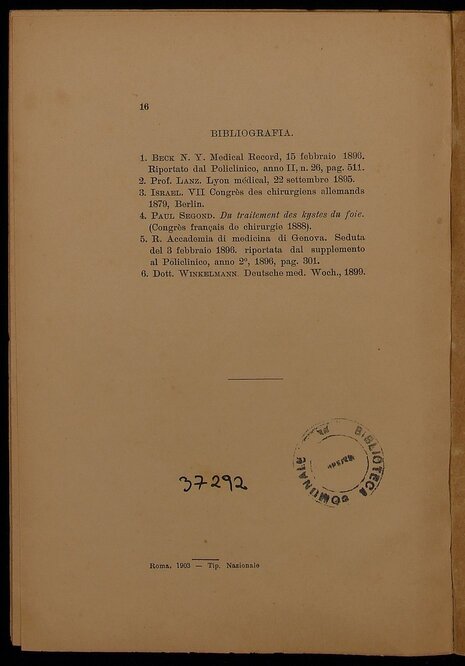 16
BIBLIOGRAFIA.
1. BECK N. Y. Medical Record, 15 febbraio 1896.
Riportato dal Policlinico, anno II, n. 26, pag. 511.
2. Prof. LANZ. Lyon médical, 22 settembre 1895.
3. ISRAEL. VII Congrès des chirurgiens allemands
1879, Berlin.
4. PAUL SEGOND. Du traitement des kystes du foie.
(Congrès français de chirurgie 1888).
5. R. Accademia di medicina di Genova. Seduta
del 3 febbraio 1896. riportata dal supplemento
al Policlinico, anno 2°, 1896, pag. 301.
6. Dott. WINKELMANN. Deutsche med. Woch., 1899.
BIBLIOTECA COMUNALE
37292
Roma, 1903 — Tip. Nazionale